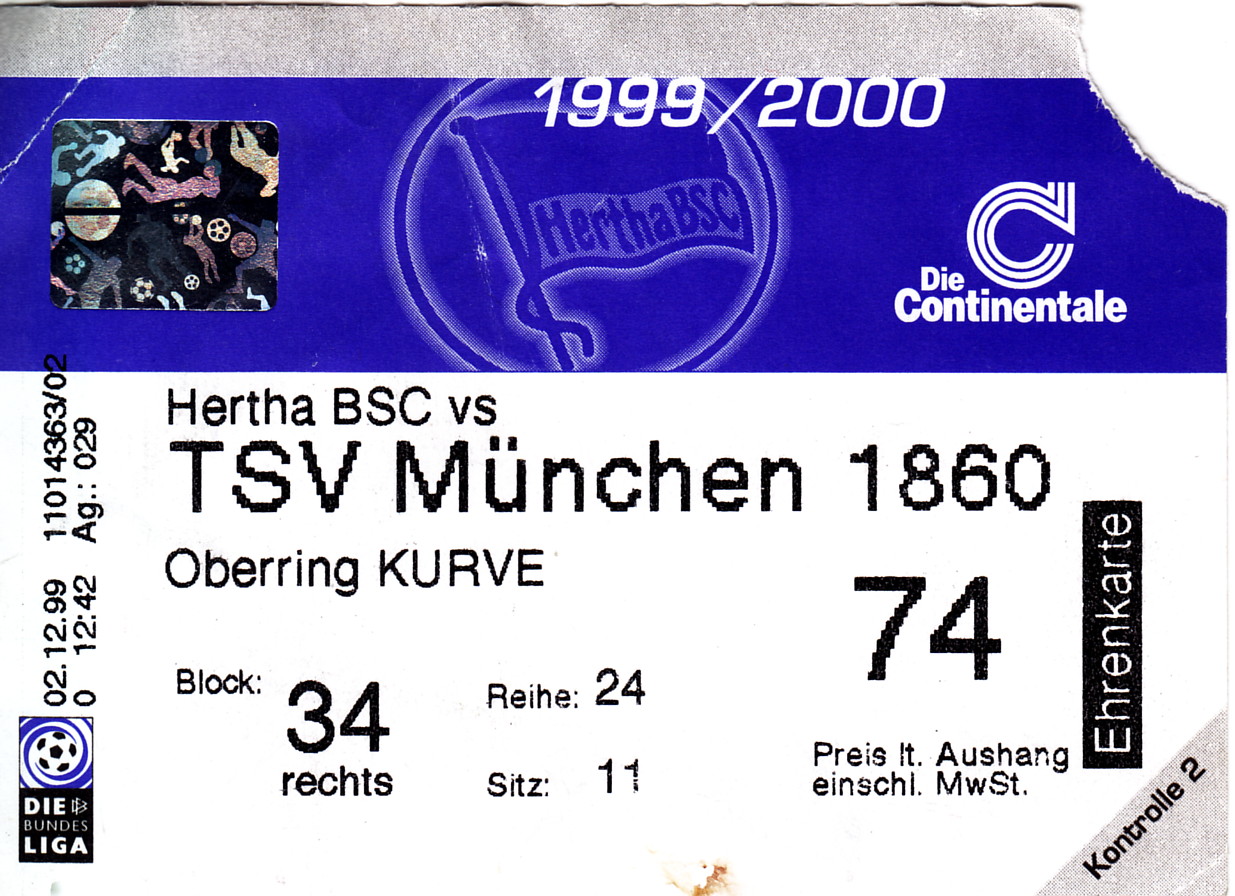 1999/2000
Hertha BSC
Die
Continentale
Hertha BSC vs
TSV München 1860
Oberring KURVE
74
Ehrenkarte
Block: 34
rechts
Reihe: 24
Sitz: 11
Preis lt. Aushang
einschl. MwSt.
Kontrolle 2
02.12.99 11014363/02
0 12:42 Ag.: 029
DIE
BUNDES
LIGA